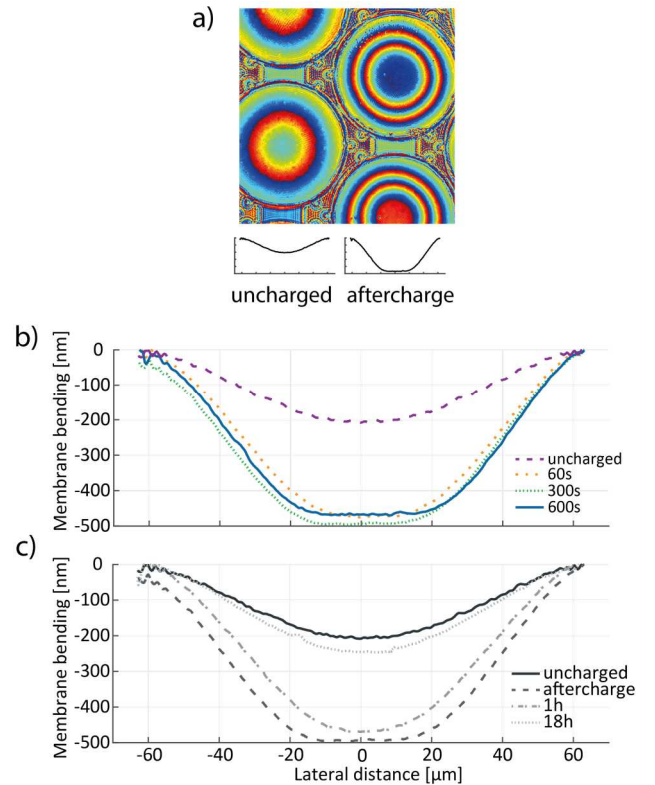 a)
uncharged aftercharge
b)
Membrane bending [nm]
0
-100
-200
-300
-400
-500
uncharged
60s
300s
600s
c)
Membrane bending [nm]
0
-100
-200
-300
-400
-500
uncharged
aftercharge
1h
18h
-60 -40 -20 0 20 40 60
Lateral distance [µm]